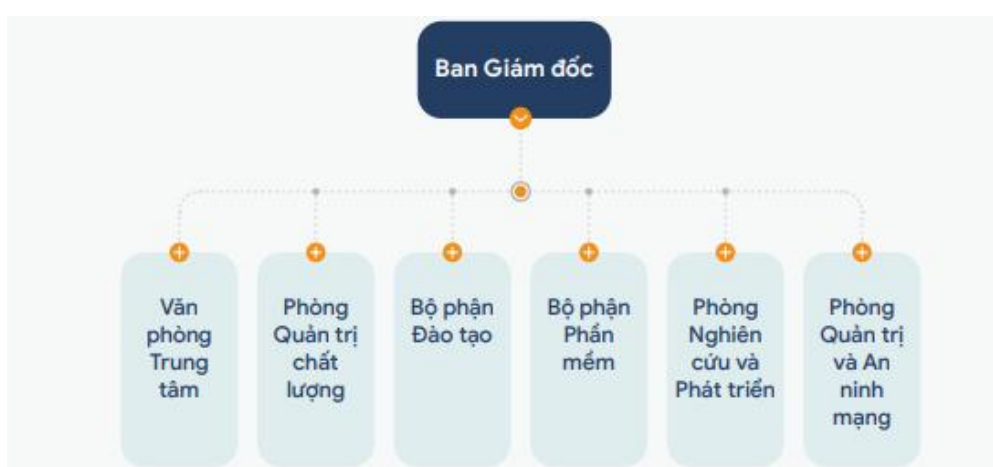 Ban Giám đốc
Văn
phòng
Trung
tâm
Phòng
Quản trị
chất
lượng
Bộ phận
Đào tạo
Bộ phận
Phần
mềm
Phòng
Nghiên
cứu và
Phát triển
Phòng
Quản trị
và An
ninh
mạng